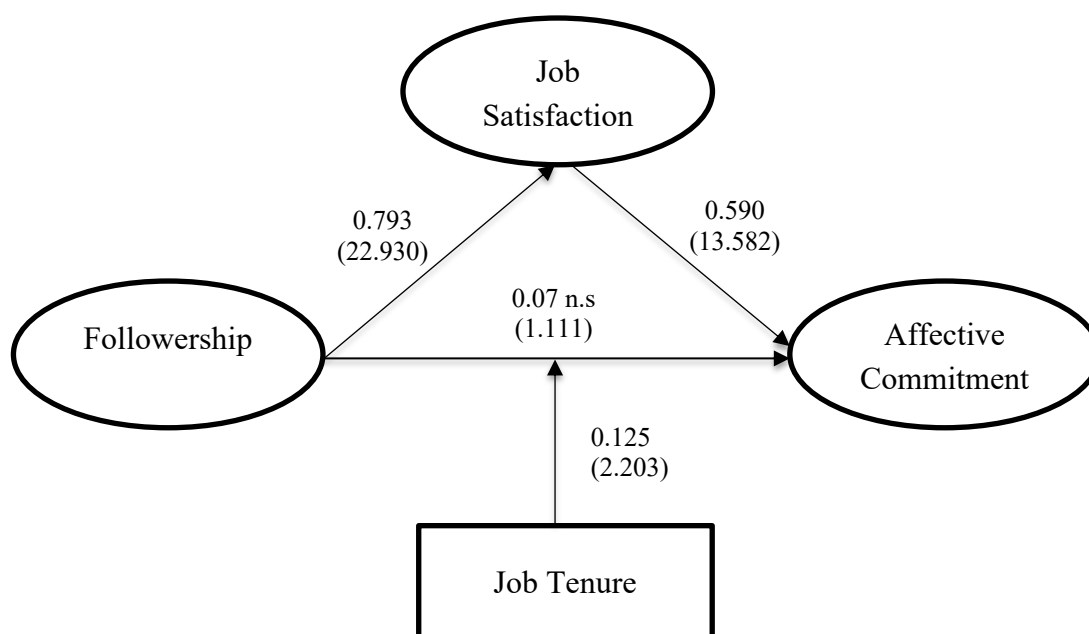 Job
Satisfaction
0.793
(22.930)
0.590
(13.582)
Followership
0.07 n.s
(1.111)
Affective
Commitment
0.125
(2.203)
Job Tenure